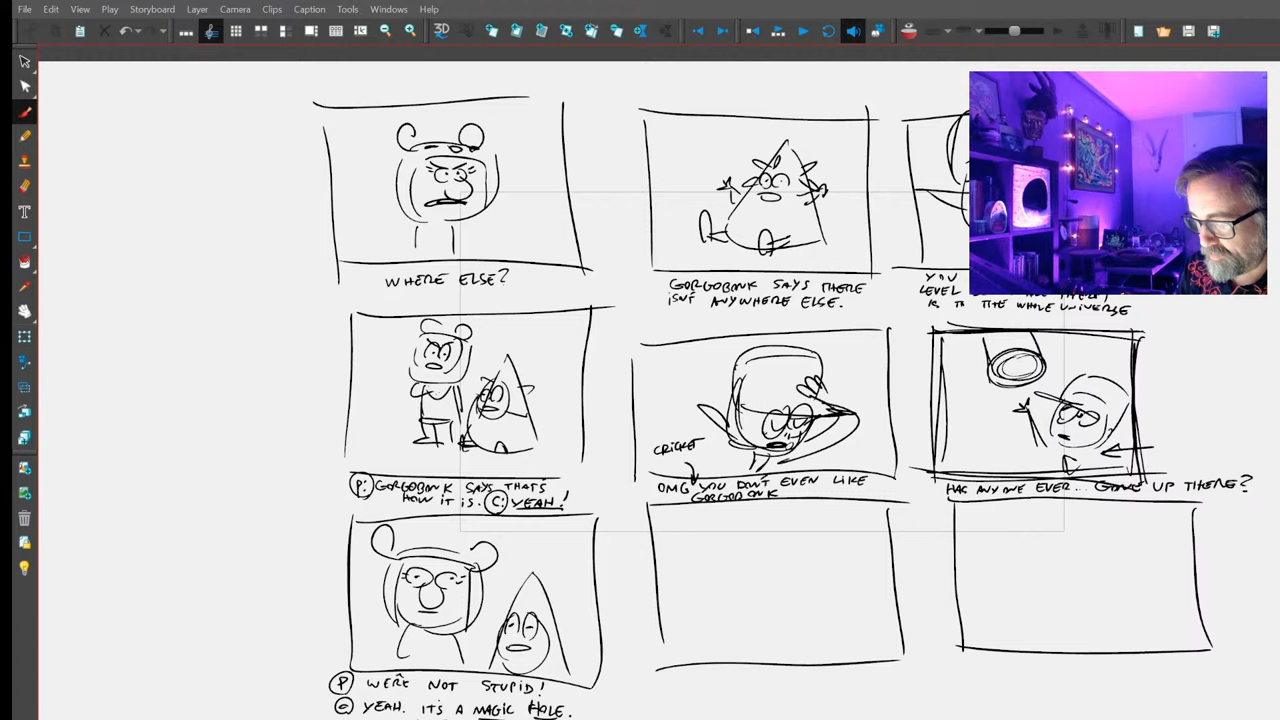 File Edit View Play Storyboard Layer Camera Clips Caption Tools Windows Help
3D
WHERE ELSE?
GORGOBONK SAYS THERE
ISN'T ANYWHERE ELSE.
YOU
LEVEL
THE WHOLE UNIVERSE
P: GORGOBONK SAYS THAT'S
HOW IT IS. C: YEAH!
CRICKET
OMG YOU DON'T EVEN LIKE
GORGOBONK
HAS ANYONE EVER... GONE UP THERE?
P WE'RE NOT STUPID!
C YEAH. IT'S A MAGIC HOLE.